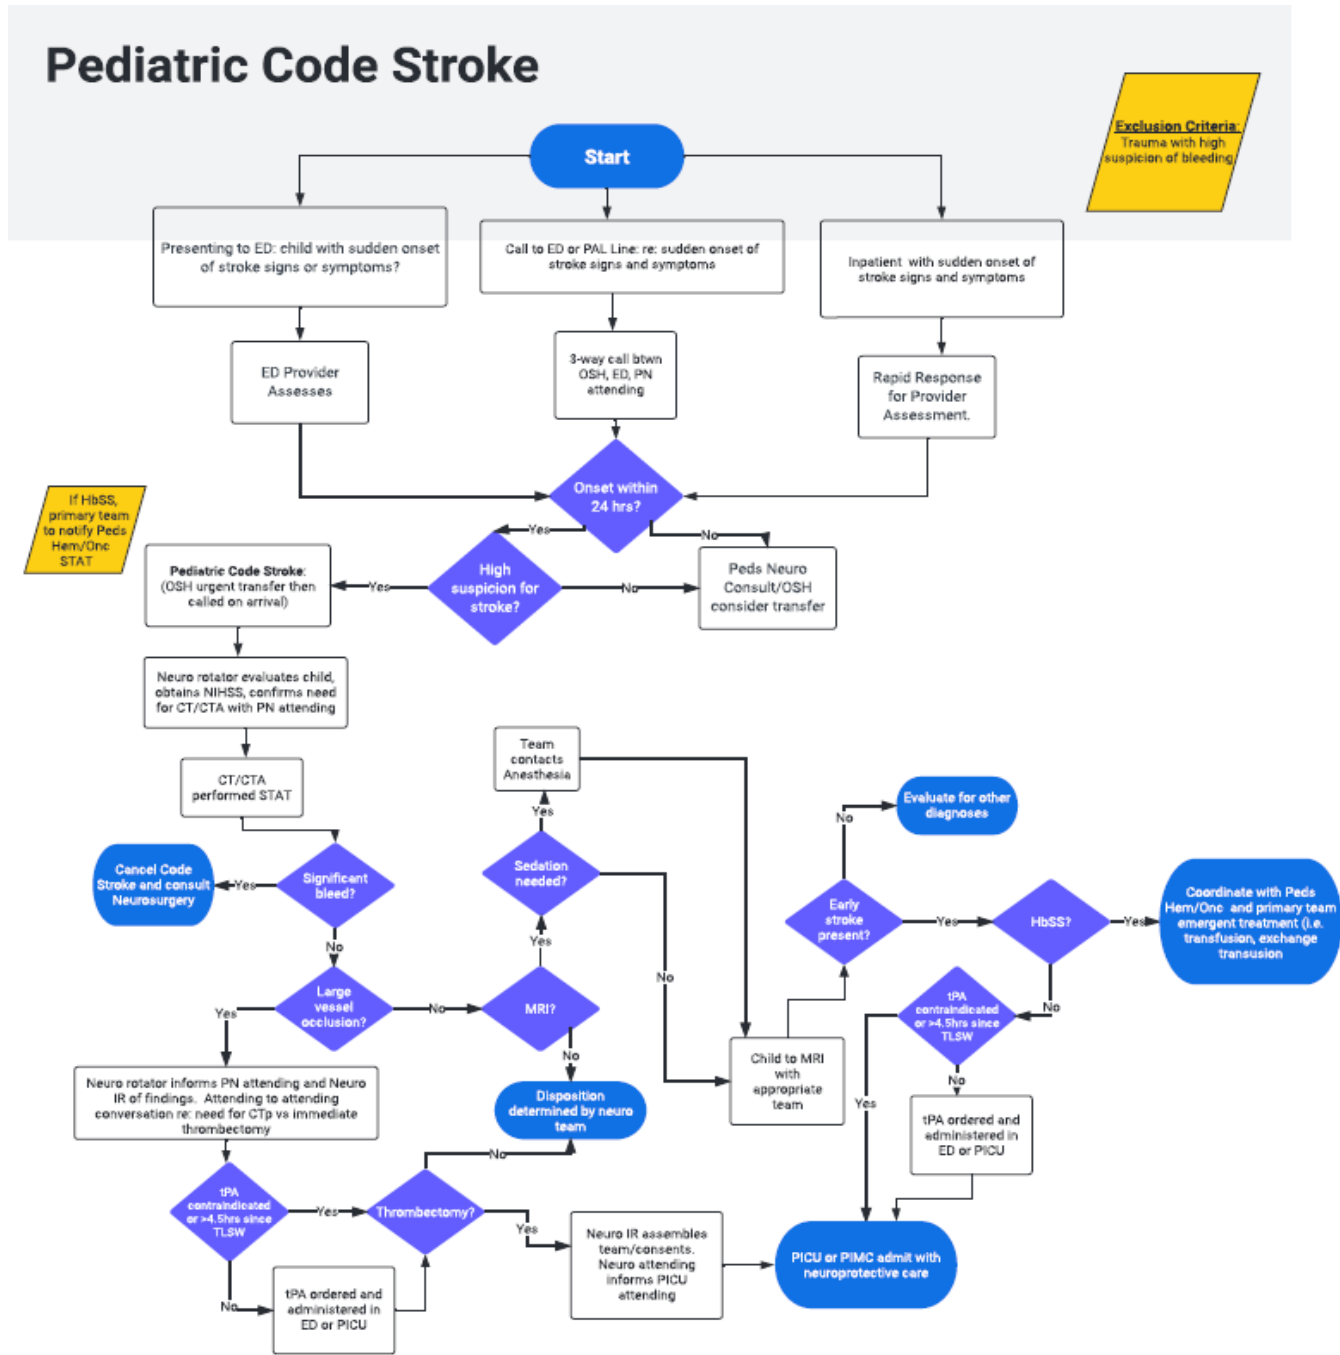 Pediatric Code Stroke
Exclusion Criteria:
Trauma with high
suspicion of bleeding
Start
Presenting to ED: child with sudden onset
of stroke signs or symptoms?
Call to ED or PAL Line: re: sudden onset of
stroke signs and symptoms
Inpatient with sudden onset of
stroke signs and symptoms
ED Provider
Assesses
3-way call btwn
OSH, ED, PN
attending
Rapid Response
for Provider
Assessment.
Onset within
24 hrs?
If HbSS,
primary team
to notify Peds
Hem/Onc
STAT
Yes
No
Pediatric Code Stroke:
(OSH urgent transfer then
called on arrival)
Yes
High
suspicion for
stroke?
No
Peds Neuro
Consult/OSH
consider transfer
Neuro rotator evaluates child,
obtains NIHSS, confirms need
for CT/CTA with PN attending
CT/CTA
performed STAT
Team
contacts
Anesthesia
Yes
Evaluate for other
diagnoses
No
Cancel Code
Stroke and consult
Neurosurgery
Yes
Significant
bleed?
Sedation
needed?
Early
stroke
present?
Yes
HbSS?
Yes
Coordinate with Peds
Hem/Onc and primary team
emergent treatment (i.e.
transfusion, exchange
transusion
No
Yes
No
No
Large
vessel
occlusion?
No
MRI?
tPA
contraindicated
or >4.5hrs since
TLSW
Yes
No
Child to MRI
with
appropriate
team
No
Yes
Neuro rotator informs PN attending and Neuro
IR of findings. Attending to attending
conversation re: need for CTp vs immediate
thrombectomy
Disposition
determined by neuro
team
tPA ordered and
administered in
ED or PICU
No
tPA
contraindicated
or >4.5hrs since
TLSW
Yes
Thrombectomy?
Yes
Neuro IR assembles
team/consents.
Neuro attending
informs PICU
attending
PICU or PIMC admit with
neuroprotective care
No
tPA ordered and
administered in
ED or PICU